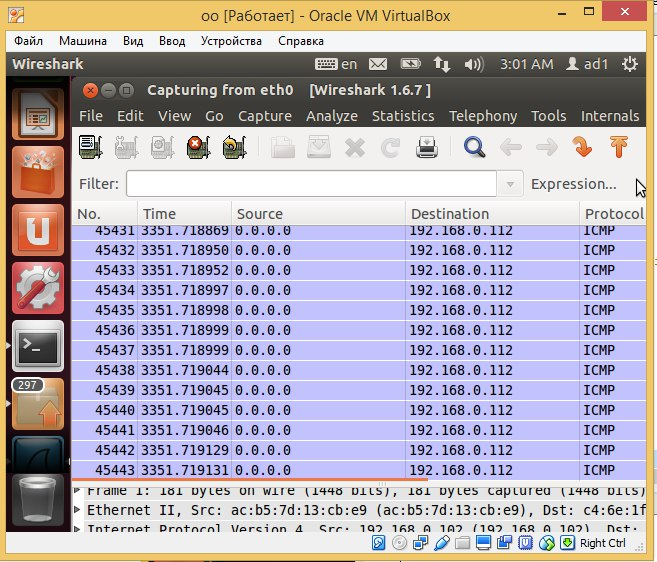 оо [Работает] - Oracle VM VirtualBox
Файл Машина Вид Ввод Устройства Справка
Wireshark en 3:01 AM ad1
Capturing from eth0 [Wireshark 1.6.7 ]
File Edit View Go Capture Analyze Statistics Telephony Tools Internals
Filter: Expression...
No. Time Source Destination Protocol
45431 3351.718869 0.0.0.0 192.168.0.112 ICMP
45432 3351.718950 0.0.0.0 192.168.0.112 ICMP
45433 3351.718952 0.0.0.0 192.168.0.112 ICMP
45434 3351.718997 0.0.0.0 192.168.0.112 ICMP
45435 3351.718998 0.0.0.0 192.168.0.112 ICMP
45436 3351.718999 0.0.0.0 192.168.0.112 ICMP
45437 3351.718999 0.0.0.0 192.168.0.112 ICMP
45438 3351.719044 0.0.0.0 192.168.0.112 ICMP
45439 3351.719045 0.0.0.0 192.168.0.112 ICMP
45440 3351.719045 0.0.0.0 192.168.0.112 ICMP
45441 3351.719046 0.0.0.0 192.168.0.112 ICMP
45442 3351.719129 0.0.0.0 192.168.0.112 ICMP
45443 3351.719131 0.0.0.0 192.168.0.112 ICMP
297
Frame 1: 181 bytes on wire (1448 bits), 181 bytes captured (1448 bits)
Ethernet II, Src: ac:b5:7d:13:cb:e9 (ac:b5:7d:13:cb:e9), Dst: c4:6e:1f
Internet Protocol Version 4, Src: 192.168.0.102 (192.168.0.102), Dst:
Right Ctrl